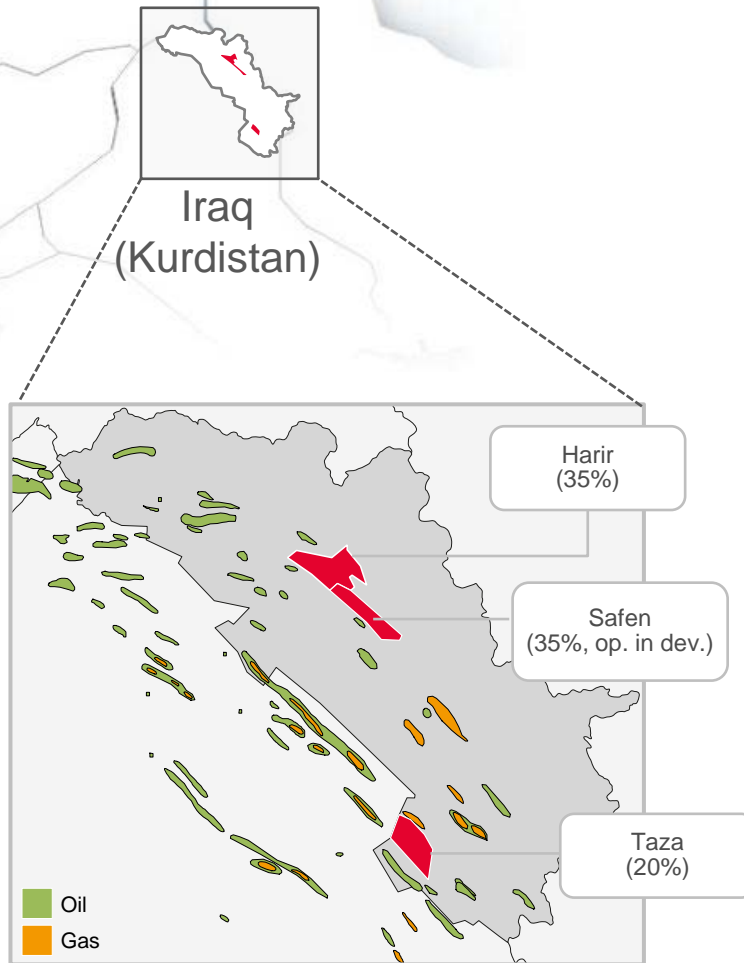 Iraq
(Kurdistan)
Harir
(35%)
Safen
(35%, op. in dev.)
Taza
(20%)
Oil
Gas